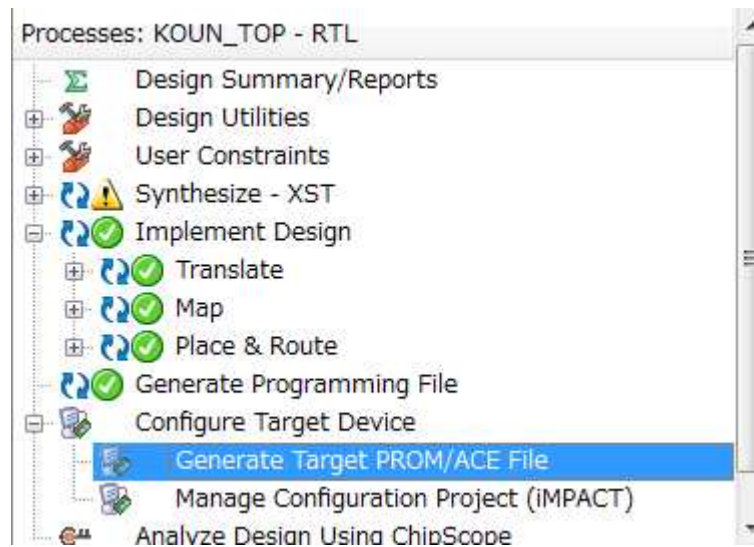 Processes: KOUN_TOP - RTL
Design Summary/Reports
Design Utilities
User Constraints
Synthesize - XST
Implement Design
Translate
Map
Place & Route
Generate Programming File
Configure Target Device
Generate Target PROM/ACE File
Manage Configuration Project (iMPACT)
Analyze Design Using ChipScope